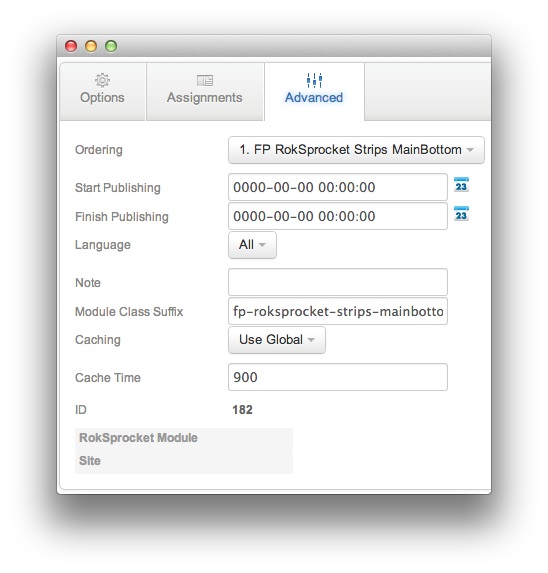 Options Assignments Advanced
Ordering 1. FP RokSprocket Strips MainBottom
Start Publishing 0000-00-00 00:00:00 23
Finish Publishing 0000-00-00 00:00:00 23
Language All
Note
Module Class Suffix fp-roksprocket-strips-mainbotto
Caching Use Global
Cache Time 900
ID 182
RokSprocket Module
Site